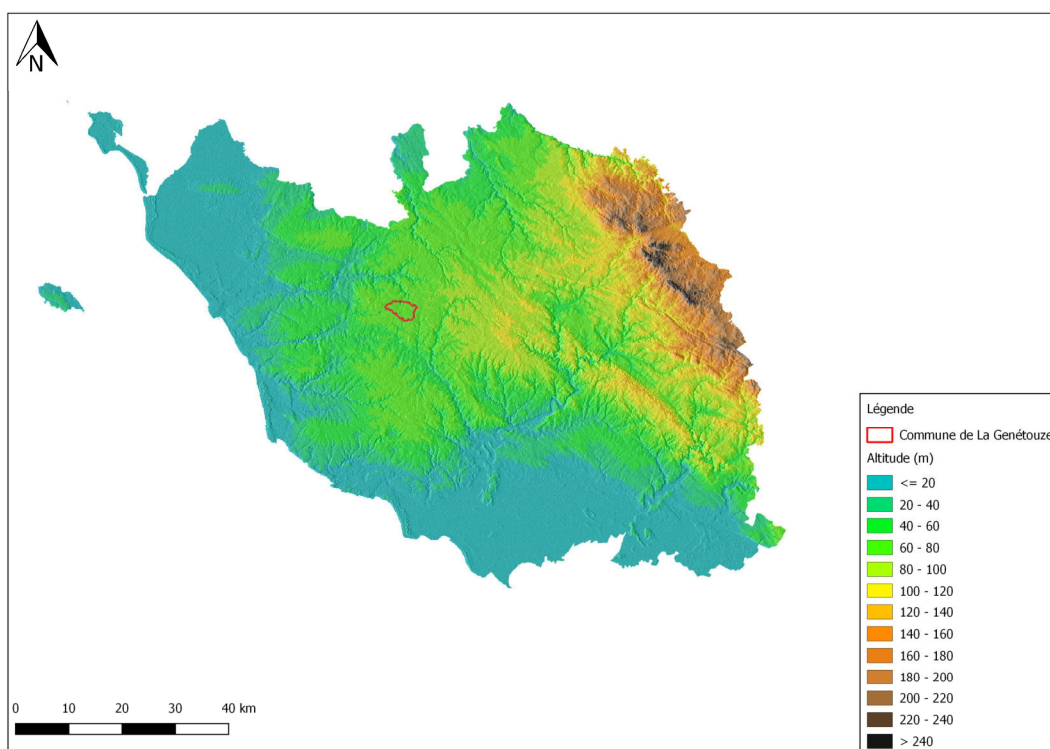 N
Légende
Commune de La Genétouze
Altitude (m)
<= 20
20 - 40
40 - 60
60 - 80
80 - 100
100 - 120
120 - 140
140 - 160
160 - 180
180 - 200
200 - 220
220 - 240
> 240
0 10 20 30 40 km